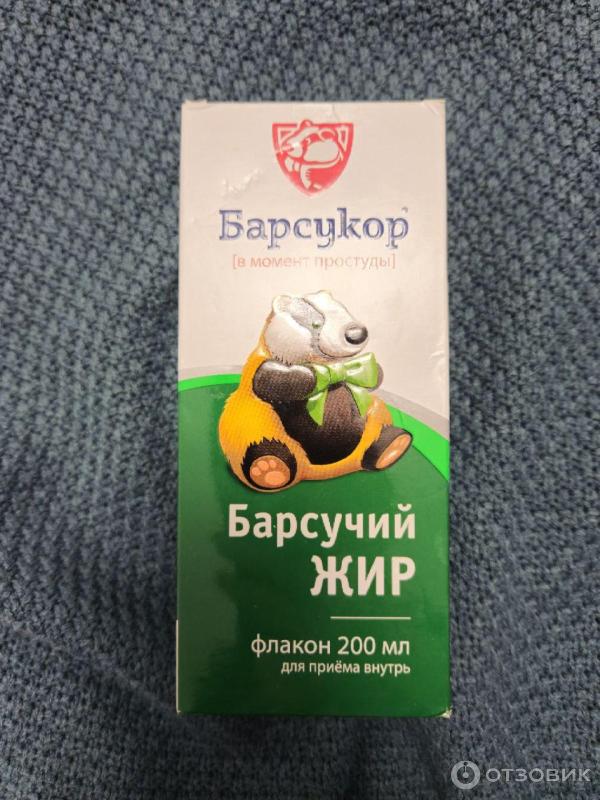 Барсукор
[в момент простуды]
Барсучий
ЖИР
флакон 200 мл
для приёма внутрь
ОТЗОВИК